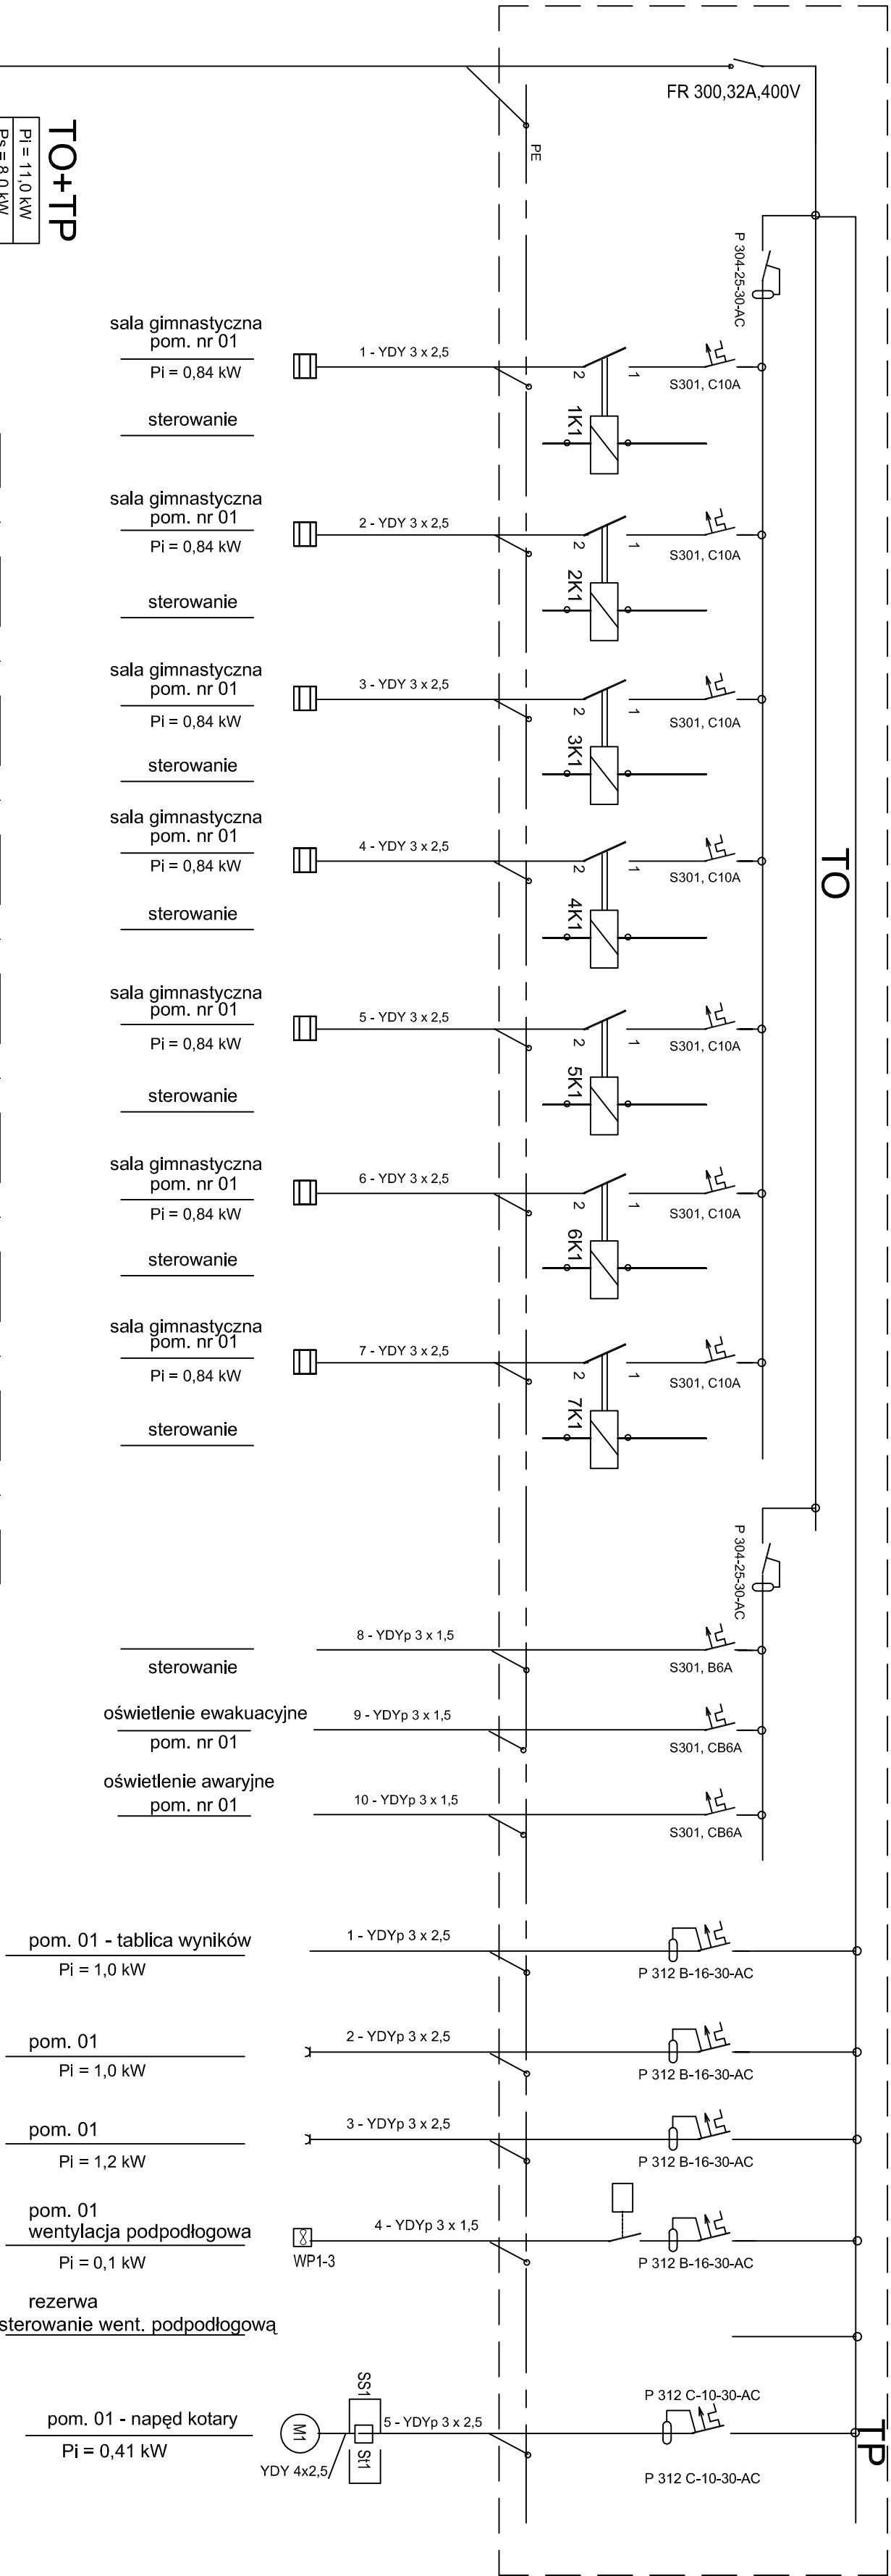 FR 300,32A,400V
PE
TO+TP
Pi = 11,0 kW
Ps = 8,0 kW
P 304-25-30-AC
sala gimnastyczna
pom. nr 01
Pi = 0,84 kW
1 - YDY 3 x 2,5
2
1
S301, C10A
1K1
sterowanie
sala gimnastyczna
pom. nr 01
Pi = 0,84 kW
2 - YDY 3 x 2,5
2
1
S301, C10A
2K1
sterowanie
sala gimnastyczna
pom. nr 01
Pi = 0,84 kW
3 - YDY 3 x 2,5
2
1
S301, C10A
3K1
sterowanie
sala gimnastyczna
pom. nr 01
Pi = 0,84 kW
4 - YDY 3 x 2,5
2
1
S301, C10A
TO
4K1
sterowanie
sala gimnastyczna
pom. nr 01
Pi = 0,84 kW
5 - YDY 3 x 2,5
2
1
S301, C10A
5K1
sterowanie
sala gimnastyczna
pom. nr 01
Pi = 0,84 kW
6 - YDY 3 x 2,5
2
1
S301, C10A
6K1
sterowanie
sala gimnastyczna
pom. nr 01
Pi = 0,84 kW
7 - YDY 3 x 2,5
2
1
S301, C10A
7K1
sterowanie
P 304-25-30-AC
8 - YDYp 3 x 1,5
S301, B6A
sterowanie
oświetlenie ewakuacyjne
pom. nr 01
9 - YDYp 3 x 1,5
S301, CB6A
oświetlenie awaryjne
pom. nr 01
10 - YDYp 3 x 1,5
S301, CB6A
pom. 01 - tablica wyników
Pi = 1,0 kW
1 - YDYp 3 x 2,5
P 312 B-16-30-AC
pom. 01
Pi = 1,0 kW
2 - YDYp 3 x 2,5
P 312 B-16-30-AC
pom. 01
Pi = 1,2 kW
3 - YDYp 3 x 2,5
P 312 B-16-30-AC
pom. 01
wentylacja podpodłogowa
Pi = 0,1 kW
WP1-3
4 - YDYp 3 x 1,5
P 312 B-16-30-AC
rezerwa
sterowanie went. podpodłogową
pom. 01 - napęd kotary
Pi = 0,41 kW
M1
YDY 4x2,5
SS1
St1
5 - YDYp 3 x 2,5
P 312 C-10-30-AC
P 312 C-10-30-AC
TP